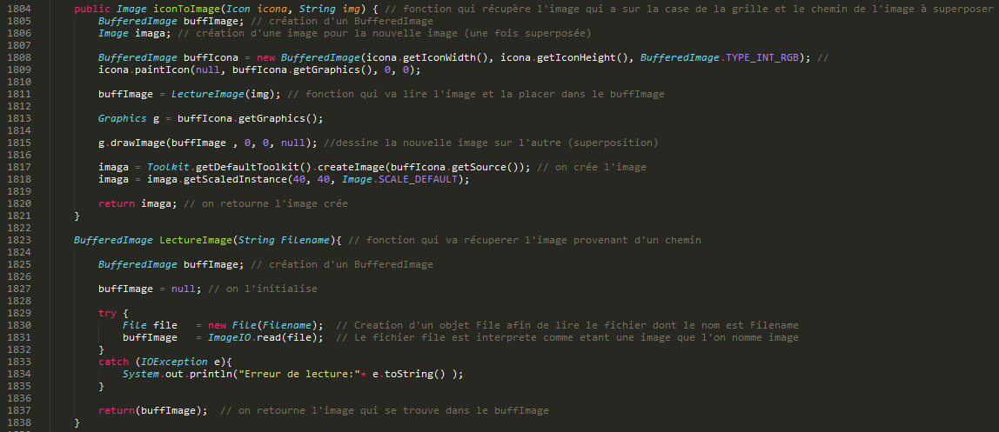 1804 public Image iconToImage(Icon icona, String img) { // fonction qui récupère l'image qui a sur la case de la grille et le chemin de l'image à superposer
1805 BufferedImage buffImage; // création d'un BufferedImage
1806 Image imaga; // création d'une image pour la nouvelle image (une fois superposée)
1807
1808 BufferedImage buffIcona = new BufferedImage(icona.getIconWidth(), icona.getIconHeight(), BufferedImage.TYPE_INT_RGB); //
1809 icona.paintIcon(null, buffIcona.getGraphics(), 0, 0);
1810
1811 buffImage = LectureImage(img); // fonction qui va lire l'image et la placer dans le buffImage
1812
1813 Graphics g = buffIcona.getGraphics();
1814
1815 g.drawImage(buffImage , 0, 0, null); //dessine la nouvelle image sur l'autre (superposition)
1816
1817 imaga = Toolkit.getDefaultToolkit().createImage(buffIcona.getSource()); // on crée l'image
1818 imaga = imaga.getScaledInstance(40, 40, Image.SCALE_DEFAULT);
1819
1820 return imaga; // on retourne l'image crée
1821 }
1822
1823 BufferedImage LectureImage(String Filename){ // fonction qui va récuperer l'image provenant d'un chemin
1824
1825 BufferedImage buffImage; // création d'un BufferedImage
1826
1827 buffImage = null; // on l'initialise
1828
1829 try {
1830 File file = new File(Filename); // Creation d'un objet File afin de lire le fichier dont le nom est Filename
1831 buffImage = ImageIO.read(file); // Le fichier file est interprete comme etant une image que l'on nomme image
1832 }
1833 catch (IOException e){
1834 System.out.println("Erreur de lecture:"+ e.toString() );
1835 }
1836
1837 return(buffImage); // on retourne l'image qui se trouve dans le buffImage
1838 }